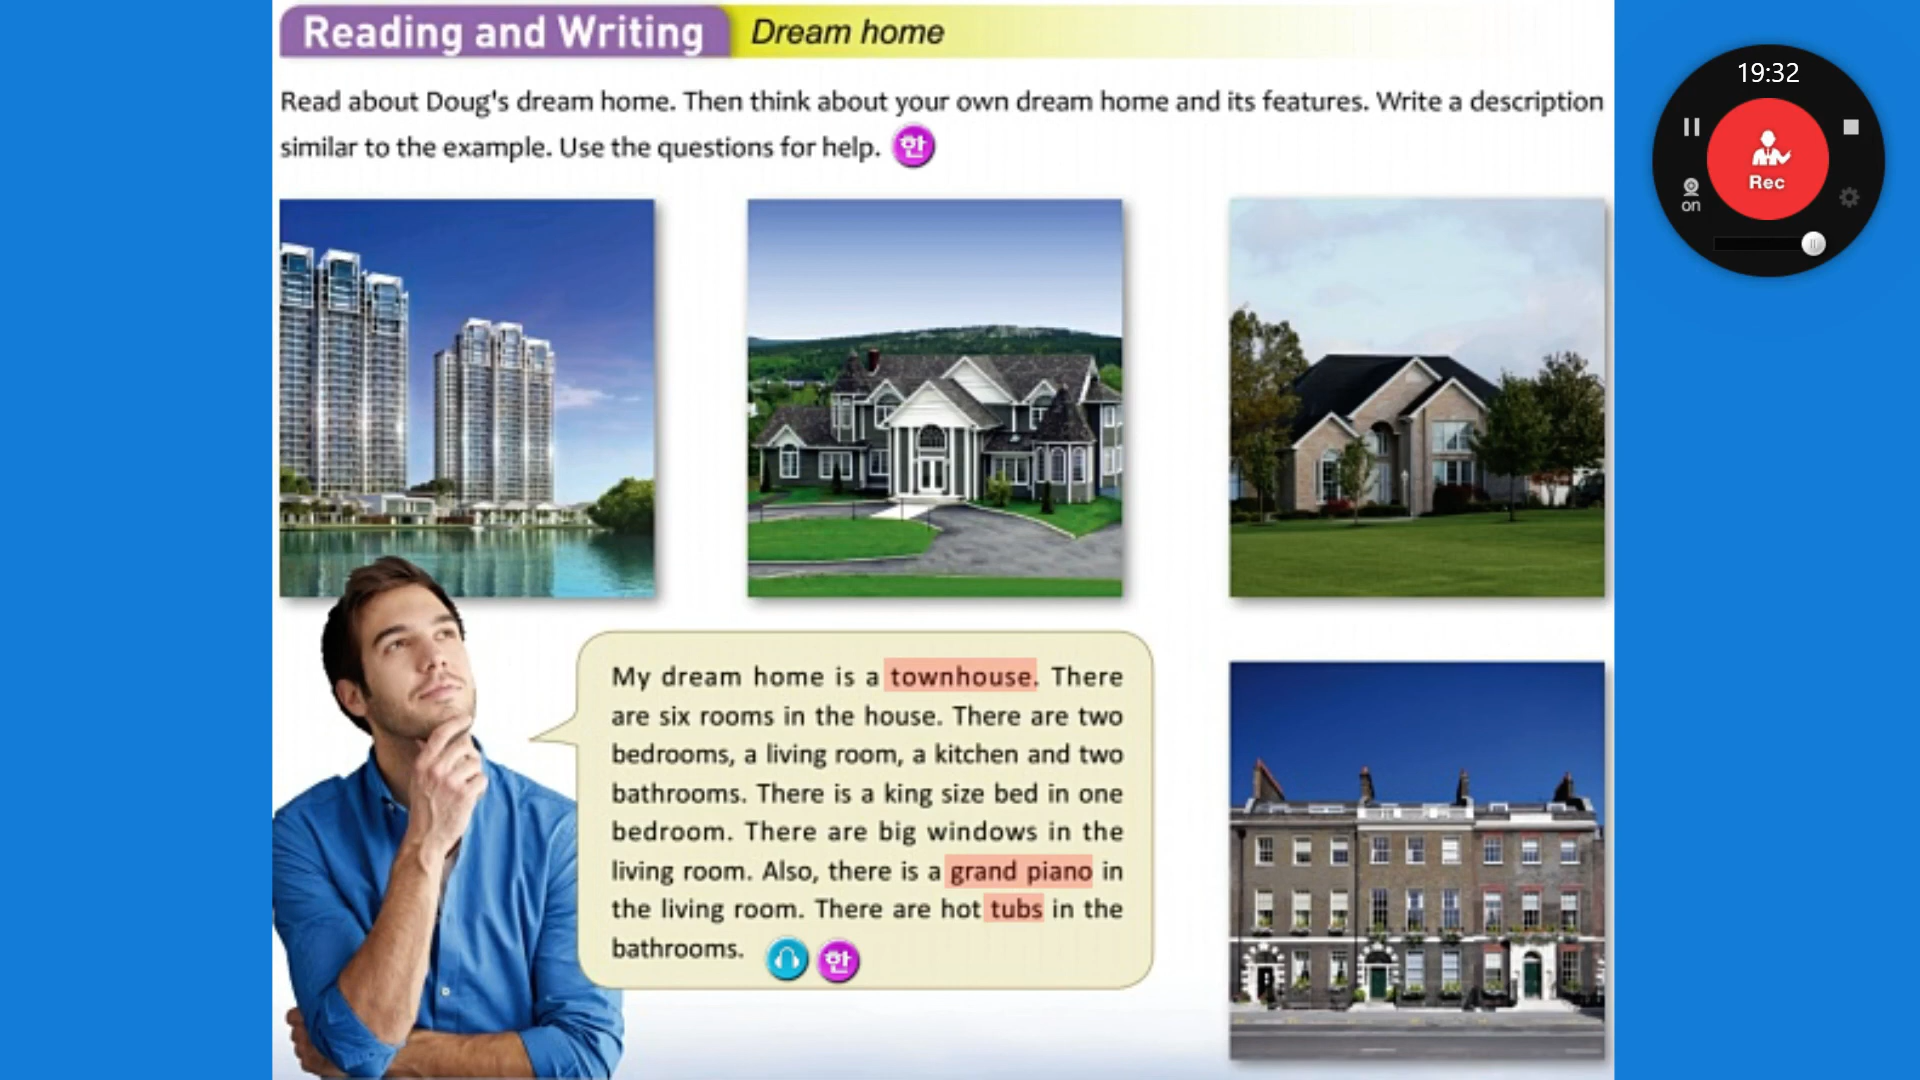 Reading and Writing
Dream home
19:32
Read about Doug's dream home. Then think about your own dream home and its features. Write a description
similar to the example. Use the questions for help. 한
Rec
on
My dream home is a townhouse. There
are six rooms in the house. There are two
bedrooms, a living room, a kitchen and two
bathrooms. There is a king size bed in one
bedroom. There are big windows in the
living room. Also, there is a grand piano in
the living room. There are hot tubs in the
bathrooms. 한